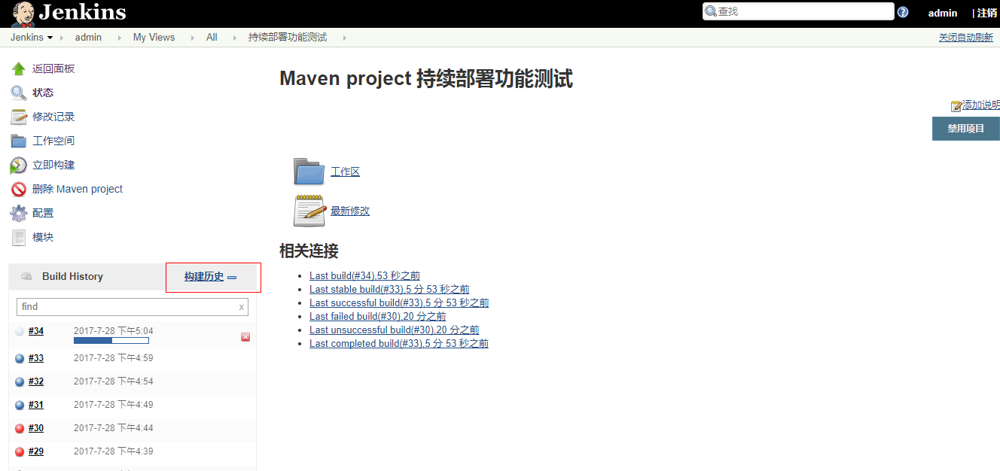 Jenkins
查找
admin
| 注销
Jenkins
admin
My Views
All
持续部署功能测试
关闭自动刷新
返回面板
状态
修改记录
工作空间
立即构建
删除 Maven project
配置
模块
Maven project 持续部署功能测试
添加说明
禁用项目
工作区
最新修改
相关连接
Last build(#34),53 秒之前
Last stable build(#33),5 分 53 秒之前
Last successful build(#33),5 分 53 秒之前
Last failed build(#30),20 分之前
Last unsuccessful build(#30),20 分之前
Last completed build(#33),5 分 53 秒之前
Build History
构建历史
find
x
#34 2017-7-28 下午5:04
#33 2017-7-28 下午4:59
#32 2017-7-28 下午4:54
#31 2017-7-28 下午4:49
#30 2017-7-28 下午4:44
#29 2017-7-28 下午4:39